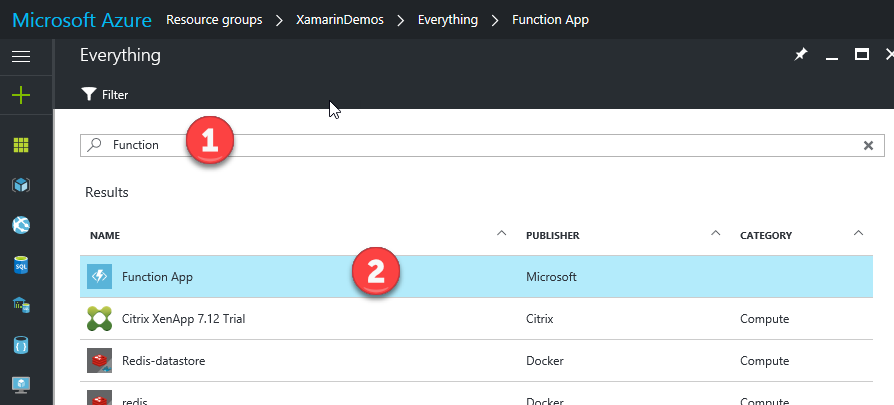 Microsoft Azure Resource groups > XamarinDemos > Everything > Function App
Everything
Filter
1
Function
Results
NAME PUBLISHER CATEGORY
Function App 2 Microsoft
Citrix XenApp 7.12 Trial Citrix Compute
Redis-datastore Docker Compute
redis Docker Compute
SQL